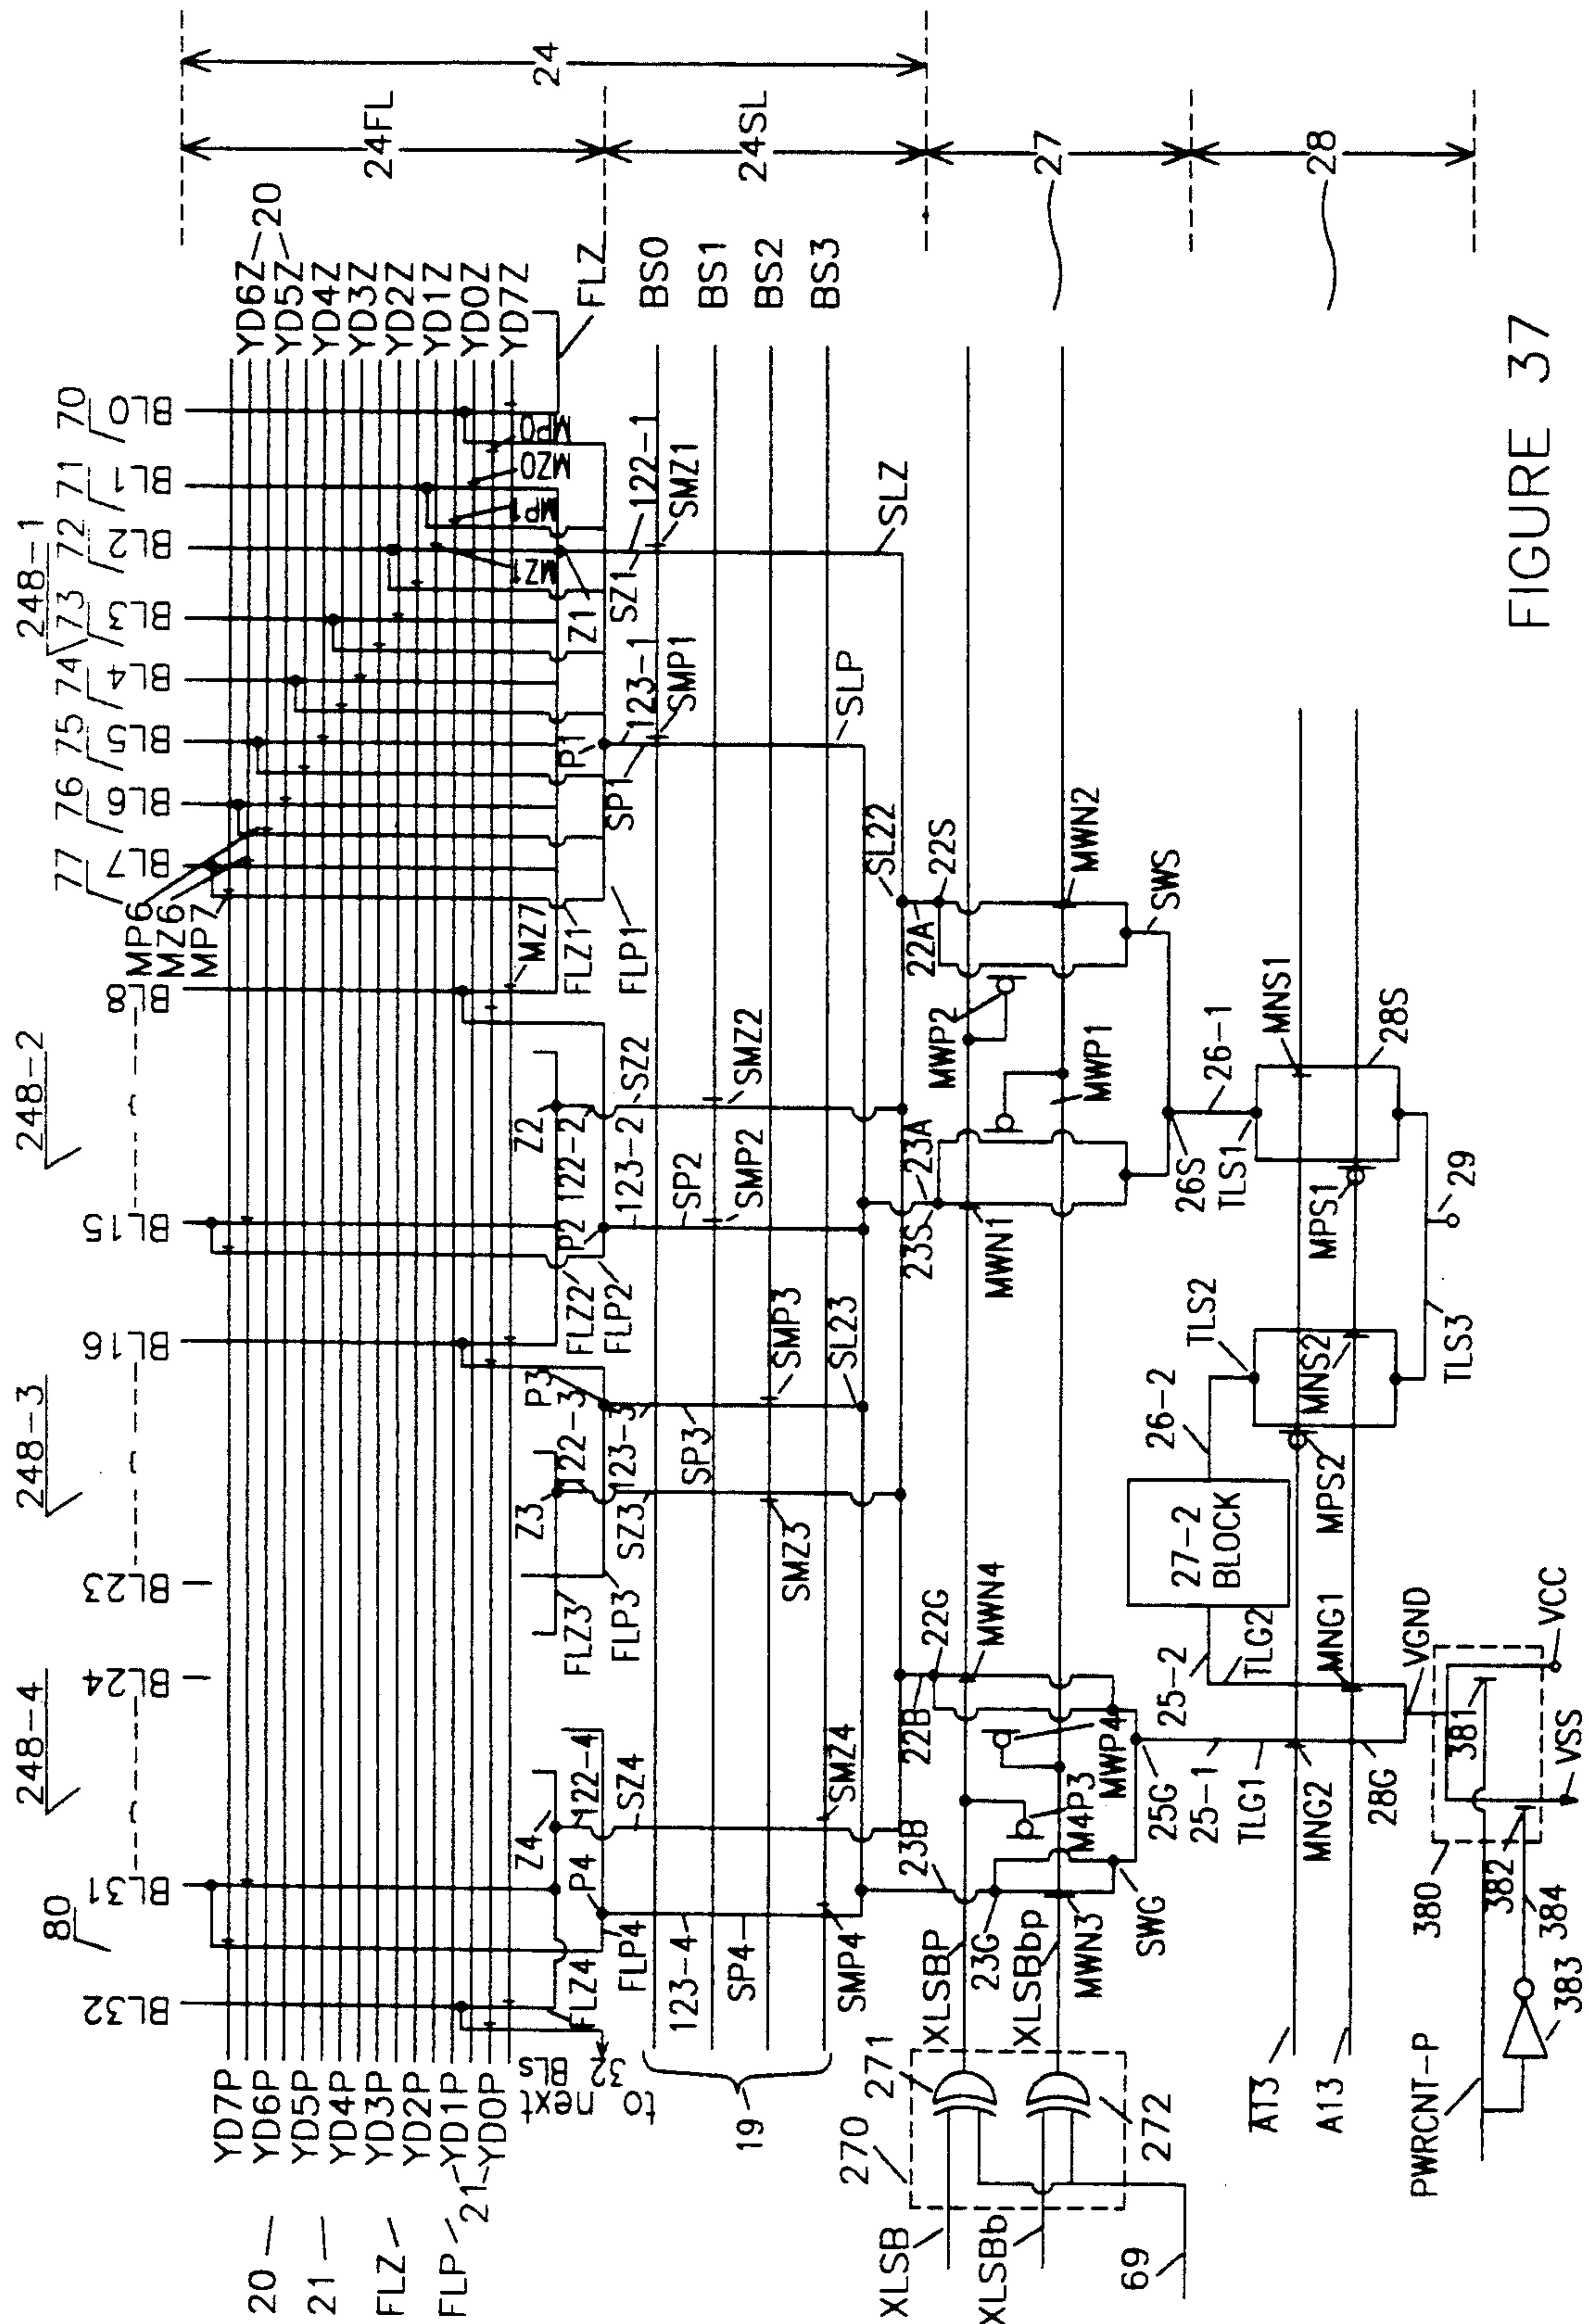 248-4
248-3
248-2
248-1
80
77
76
75
74
73
72
71
70
BL32
BL31
BL24
BL23
BL16
BL15
BL8
BL7
BL6
BL5
BL4
BL3
BL2
BL1
BL0
MP6
MZ6
MP7
20
21
FLZ
FLP
21
YD7P
YD6P
YD5P
YD4P
YD3P
YD2P
YD1P
YD0P
YD6Z
YD5Z
YD4Z
YD3Z
YD2Z
YD1Z
YD0Z
YD7Z
20
24FL
24
24SL
27
28
FLZ
MP0
MZ0
MP1
MZ1
MZ7
to next
32 BLs
FLZ4
FLP4
Z4
P4
122-4
SZ4
FLZ3
FLP3
Z3
P3
122-3
123-3
SZ3
SP3
FLZ2
FLP2
Z2
P2
122-2
123-2
SZ2
SP2
FLZ1
FLP1
Z1
P1
SP1
123-1
SZ1
122-1
BS0
BS1
BS2
BS3
19
123-4
SP4
SMP4
SMZ4
SMZ3
SMP3
SMP2
SMZ2
SMP1
SMZ1
SL23
SLP
SLZ
SL22
270
271
272
XLSB
XLSBb
69
XLSBP
XLSBbp
23B
23G
22B
22G
MWN4
MWN3
M4P3
MWP4
SWG
25G
23S
23A
22A
22S
MWN1
MWP2
MWP1
MWN2
SWS
26S
25-1
TLG1
25-2
TLG2
27-2
BLOCK
26-2
TLS2
TLS1
26-1
MNG2
28G
MNG1
MPS2
MNS2
MPS1
MNS1
28S
TLS3
29
A13
A13
VGND
PWRCNT-P
380
381
382
383
384
VCC
VSS
FIGURE 37